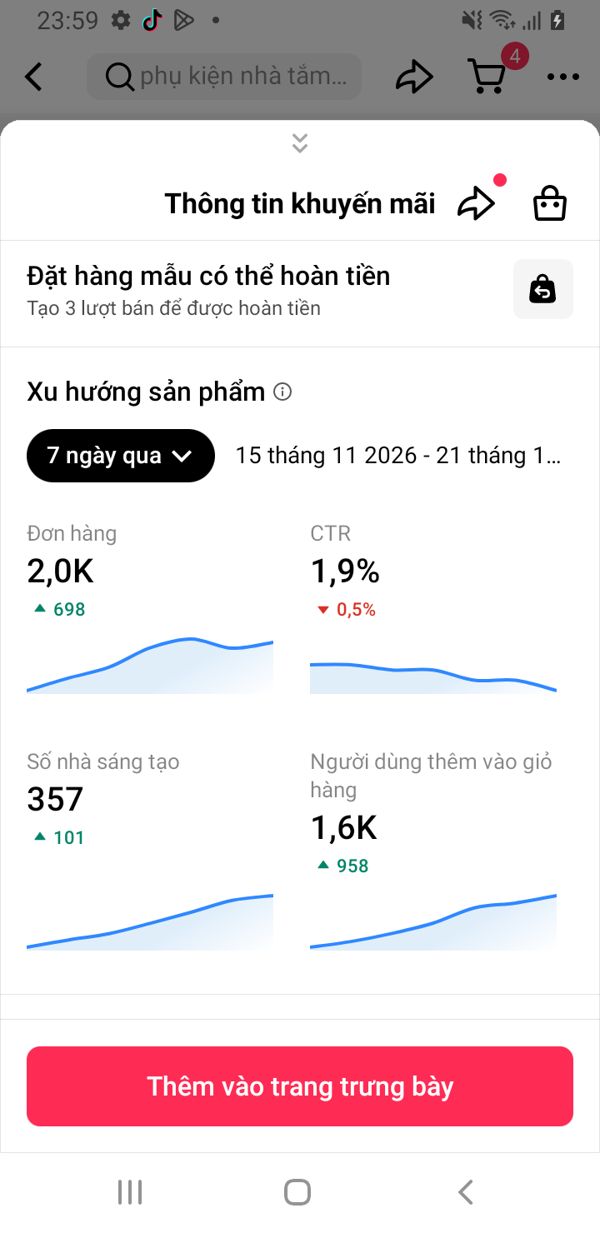 23:59
phụ kiện nhà tắm...
4
Thông tin khuyến mãi
Đặt hàng mẫu có thể hoàn tiền
Tạo 3 lượt bán để được hoàn tiền
Xu hướng sản phẩm
7 ngày qua
15 tháng 11 2026 - 21 tháng 1...
Đơn hàng
2,0K
698
CTR
1,9%
0,5%
Số nhà sáng tạo
357
101
Người dùng thêm vào giỏ
hàng
1,6K
958
Thêm vào trang trưng bày